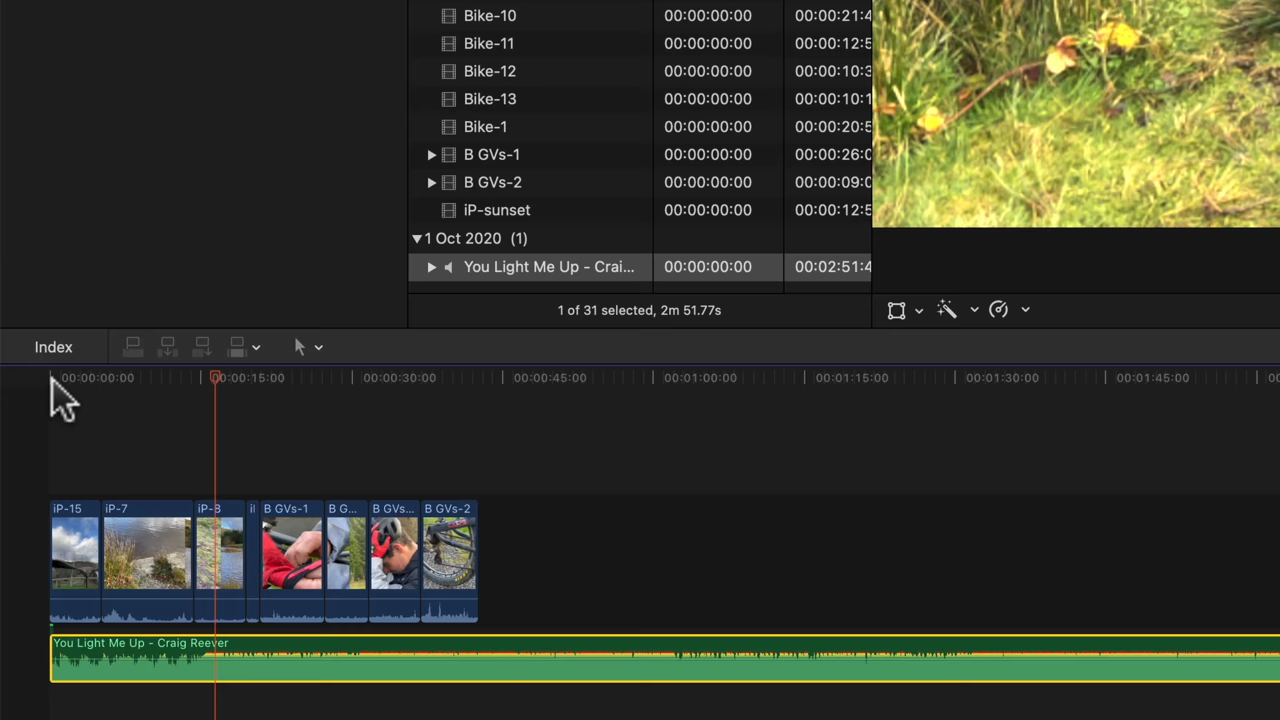 Bike-10 00:00:00:00 00:00:21:4
Bike-11 00:00:00:00 00:00:12:5
Bike-12 00:00:00:00 00:00:10:3
Bike-13 00:00:00:00 00:00:10:1
Bike-1 00:00:00:00 00:00:20:5
B GVs-1 00:00:00:00 00:00:26:0
B GVs-2 00:00:00:00 00:00:09:0
iP-sunset 00:00:00:00 00:00:12:5
1 Oct 2020 (1)
You Light Me Up - Crai... 00:00:00:00 00:02:51:4
1 of 31 selected, 2m 51.77s
Index
00:00:00:00 00:00:15:00 00:00:30:00 00:00:45:00 00:01:00:00 00:01:15:00 00:01:30:00 00:01:45:00 00
iP-15 iP-7 iP-8 B GVs-1 B G... B GVs... B GVs-2
You Light Me Up - Craig Reever